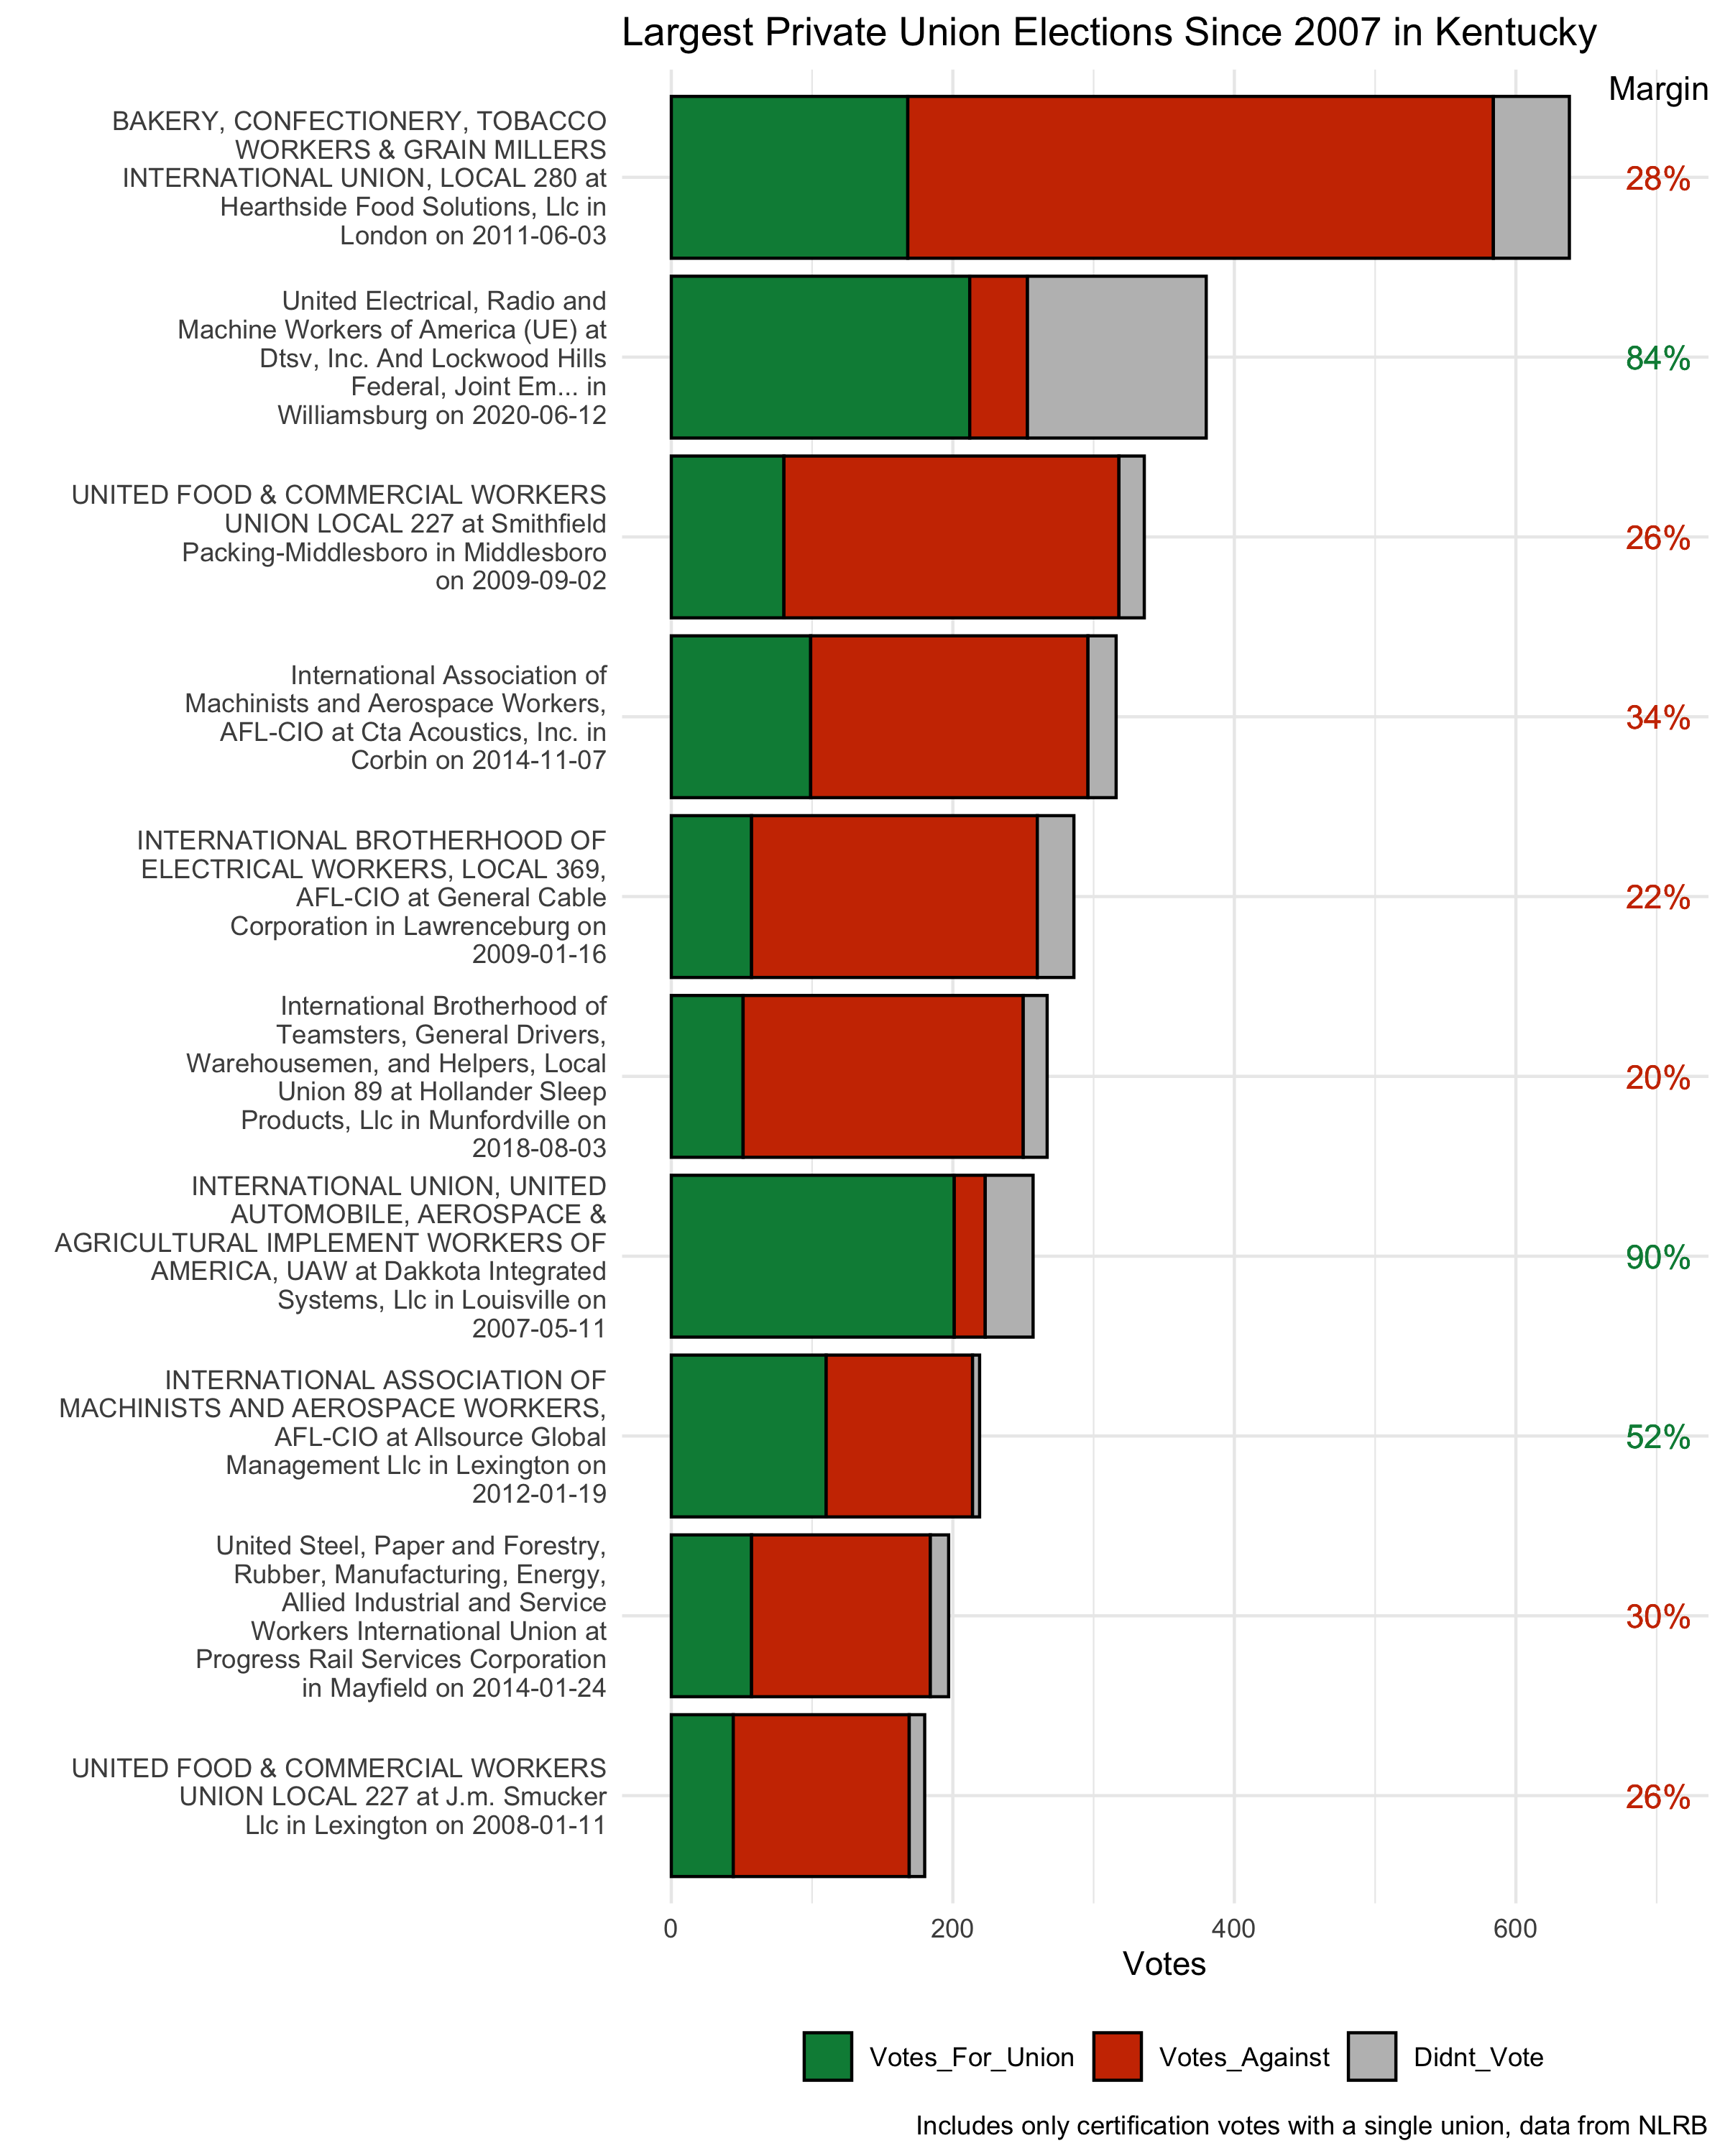 Largest Private Union Elections Since 2007 in Kentucky
Margin
BAKERY, CONFECTIONERY, TOBACCO
WORKERS & GRAIN MILLERS
INTERNATIONAL UNION, LOCAL 280 at
Hearthside Food Solutions, Llc in
London on 2011-06-03
28%
United Electrical, Radio and
Machine Workers of America (UE) at
Dtsv, Inc. And Lockwood Hills
Federal, Joint Em... in
Williamsburg on 2020-06-12
84%
UNITED FOOD & COMMERCIAL WORKERS
UNION LOCAL 227 at Smithfield
Packing-Middlesboro in Middlesboro
on 2009-09-02
26%
International Association of
Machinists and Aerospace Workers,
AFL-CIO at Cta Acoustics, Inc. in
Corbin on 2014-11-07
34%
INTERNATIONAL BROTHERHOOD OF
ELECTRICAL WORKERS, LOCAL 369,
AFL-CIO at General Cable
Corporation in Lawrenceburg on
2009-01-16
22%
International Brotherhood of
Teamsters, General Drivers,
Warehousemen, and Helpers, Local
Union 89 at Hollander Sleep
Products, Llc in Munfordville on
2018-08-03
20%
INTERNATIONAL UNION, UNITED
AUTOMOBILE, AEROSPACE &
AGRICULTURAL IMPLEMENT WORKERS OF
AMERICA, UAW at Dakkota Integrated
Systems, Llc in Louisville on
2007-05-11
90%
INTERNATIONAL ASSOCIATION OF
MACHINISTS AND AEROSPACE WORKERS,
AFL-CIO at Allsource Global
Management Llc in Lexington on
2012-01-19
52%
United Steel, Paper and Forestry,
Rubber, Manufacturing, Energy,
Allied Industrial and Service
Workers International Union at
Progress Rail Services Corporation
in Mayfield on 2014-01-24
30%
UNITED FOOD & COMMERCIAL WORKERS
UNION LOCAL 227 at J.m. Smucker
Llc in Lexington on 2008-01-11
26%
0 200 400 600
Votes
Votes_For_Union Votes_Against Didnt_Vote
Includes only certification votes with a single union, data from NLRB